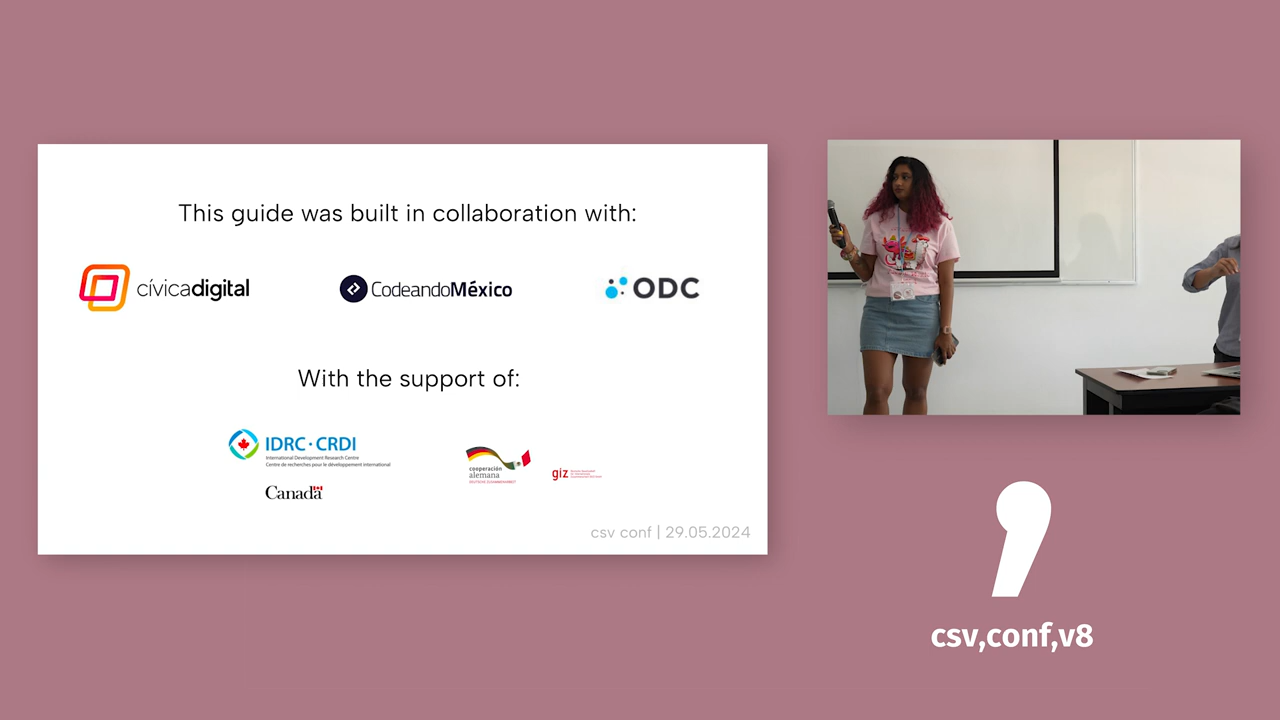 This guide was built in collaboration with:
cívicadigital
CodeandoMéxico
ODC
With the support of:
IDRC · CRDI
International Development Research Centre
Centre de recherches pour le développement international
Canada
cooperación
alemana
DEUTSCHE ZUSAMMENARBEIT
giz
csv conf | 29.05.2024
csv,conf,v8